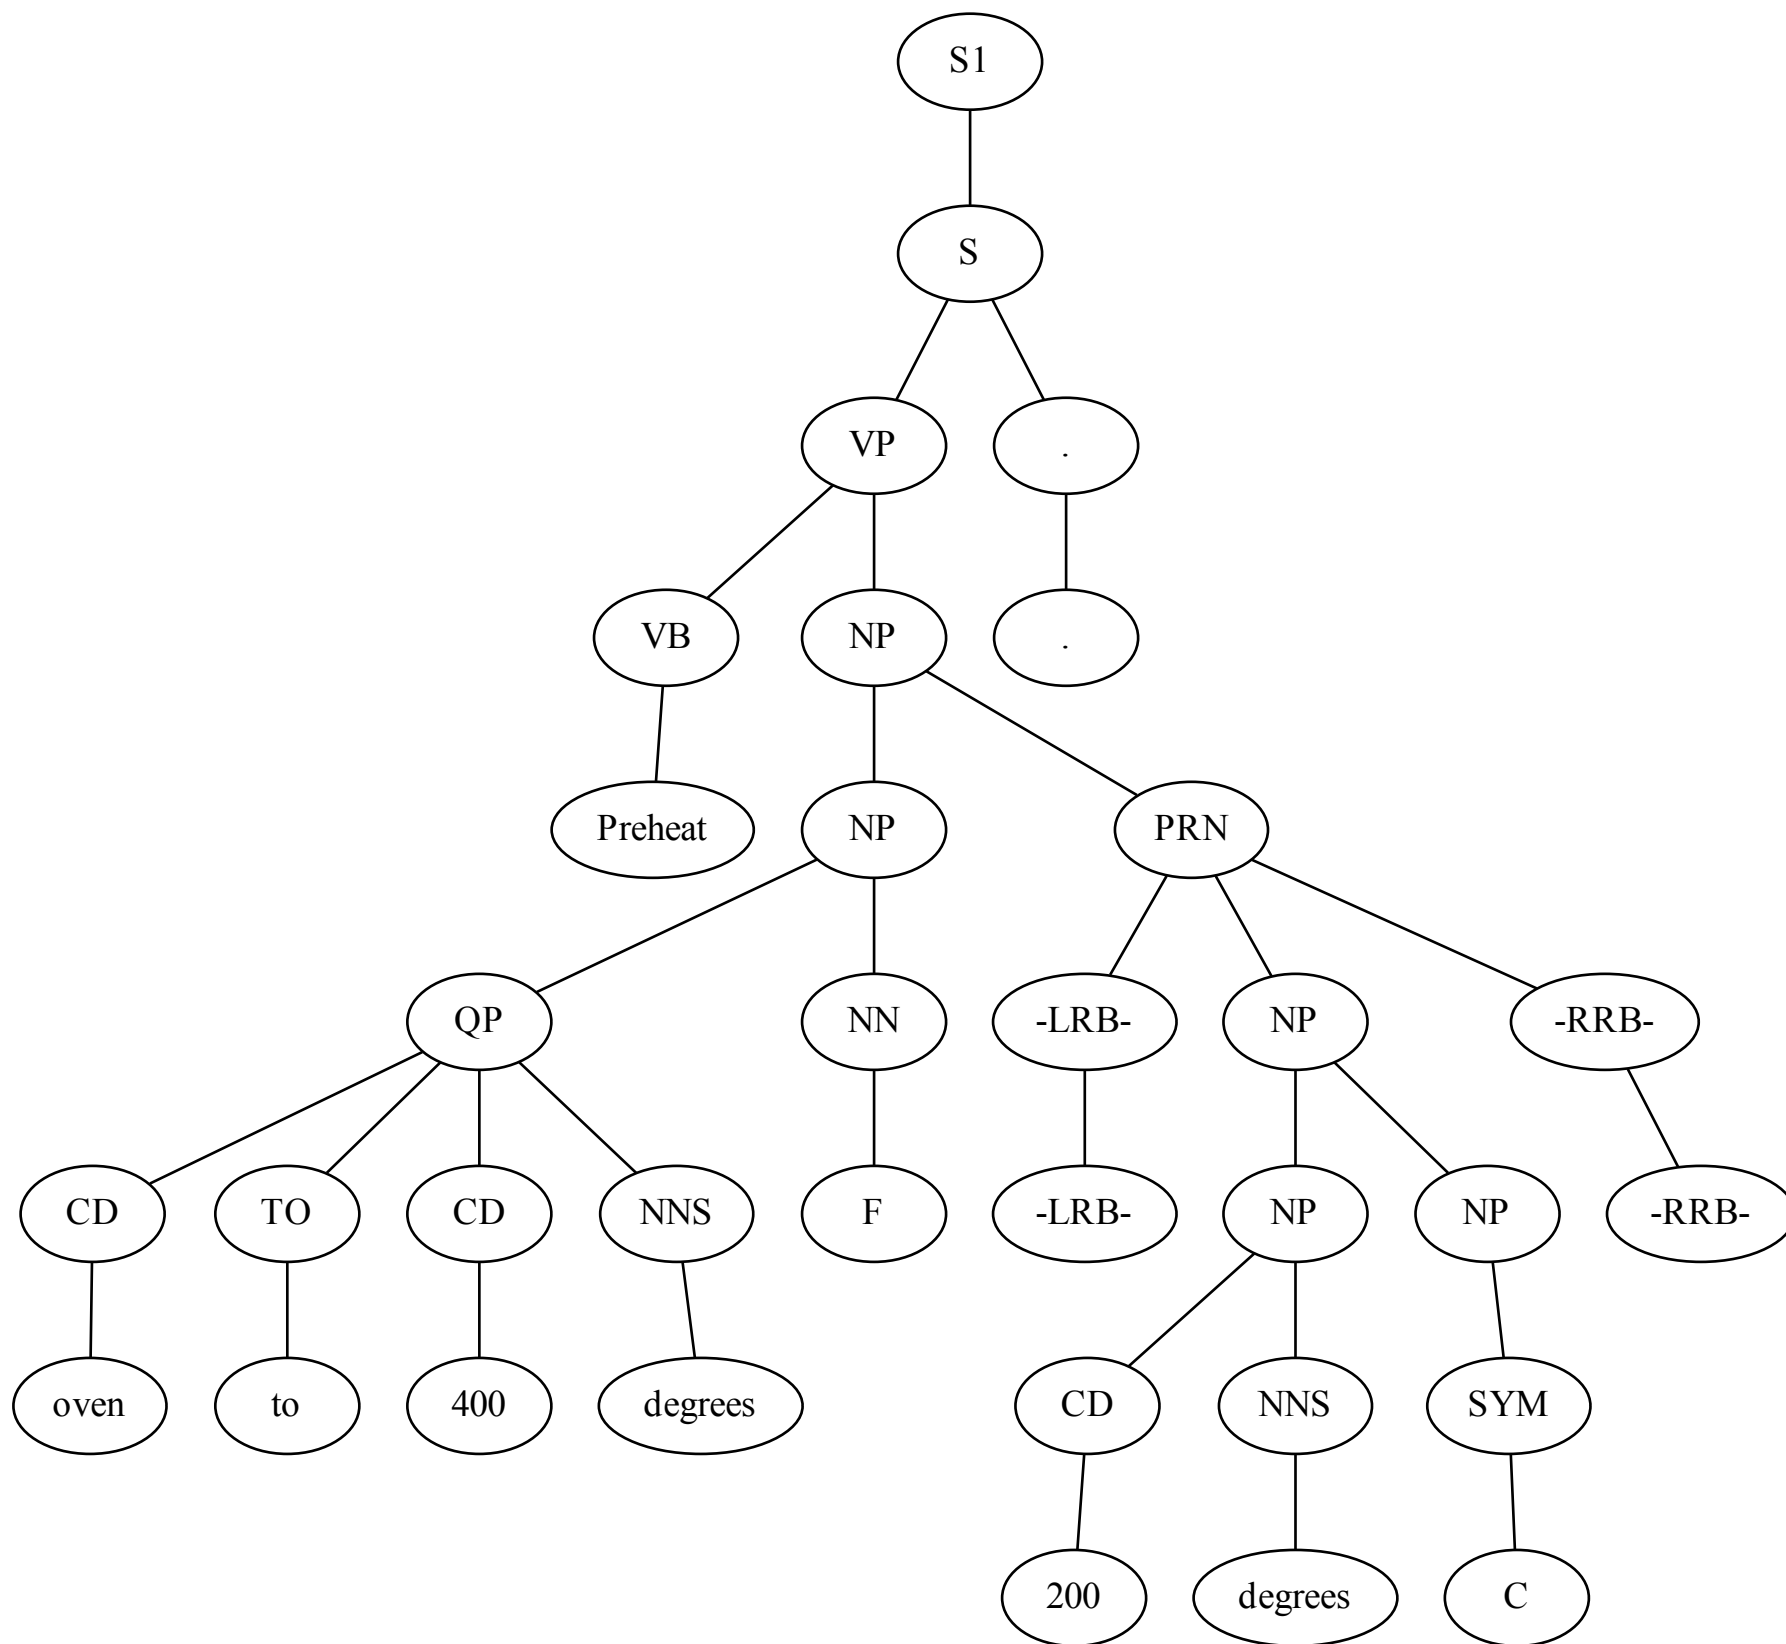 S1
S
VP .
VB NP .
Preheat NP PRN
QP NN -LRB- NP -RRB-
CD TO CD NNS F -LRB- NP NP -RRB-
oven to 400 degrees CD NNS SYM
200 degrees C